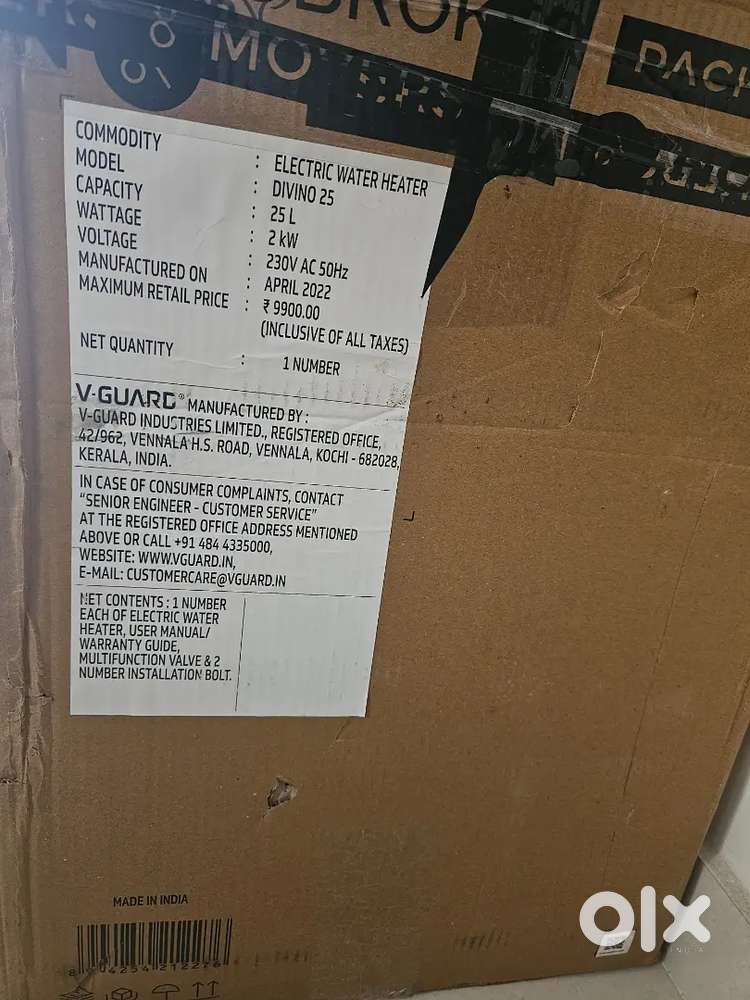 MO
PACK
COMMODITY : ELECTRIC WATER HEATER
MODEL : DIVINO 25
CAPACITY : 25 L
WATTAGE : 2 kW
VOLTAGE : 230V AC 50Hz
MANUFACTURED ON : APRIL 2022
MAXIMUM RETAIL PRICE : ₹ 9900.00
(INCLUSIVE OF ALL TAXES)
NET QUANTITY : 1 NUMBER
V-GUARD® MANUFACTURED BY :
V-GUARD INDUSTRIES LIMITED., REGISTERED OFFICE,
42/962, VENNALA H.S. ROAD, VENNALA, KOCHI - 682028,
KERALA, INDIA.
IN CASE OF CONSUMER COMPLAINTS, CONTACT
"SENIOR ENGINEER - CUSTOMER SERVICE"
AT THE REGISTERED OFFICE ADDRESS MENTIONED
ABOVE OR CALL +91 484 4335000,
WEBSITE: WWW.VGUARD.IN,
E-MAIL: CUSTOMERCARE@VGUARD.IN
NET CONTENTS : 1 NUMBER
EACH OF ELECTRIC WATER
HEATER, USER MANUAL/
WARRANTY GUIDE,
MULTIFUNCTION VALVE & 2
NUMBER INSTALLATION BOLT.
MADE IN INDIA
olx
INDIA